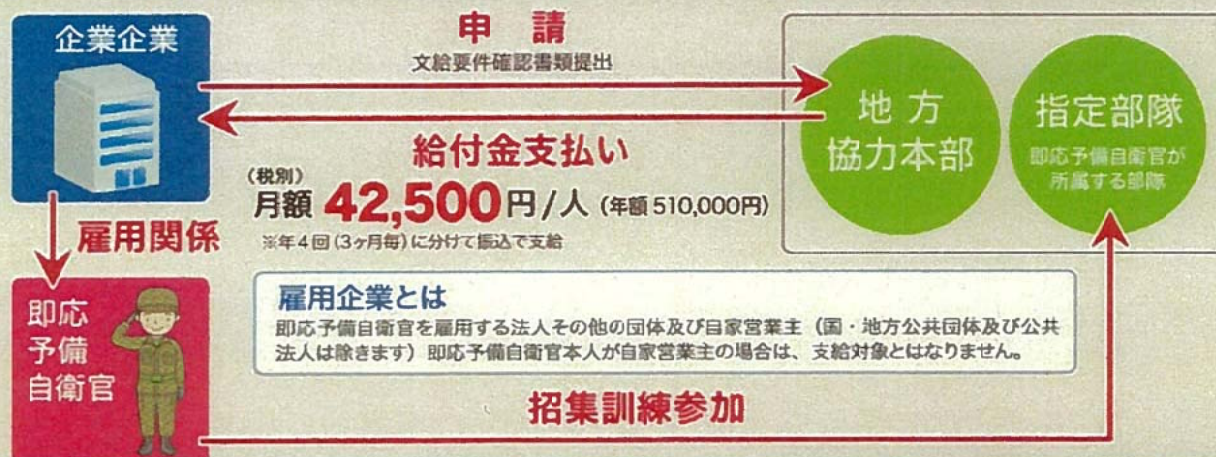 企業企業
申 請
文給要件確認書類提出
給付金支払い
(税別)
月額 42,500円/人 (年額510,000円)
※年4回(3ヶ月毎)に分けて振込で支給
地方
協力本部
指定部隊
即応予備自衛官が
所属する部隊
雇用関係
即応
予備
自衛官
雇用企業とは
即応予備自衛官を雇用する法人その他の団体及び自家営業主(国・地方公共団体及び公共
法人は除きます)即応予備自衛官本人が自家営業主の場合は、支給対象とはなりません。
招集訓練参加